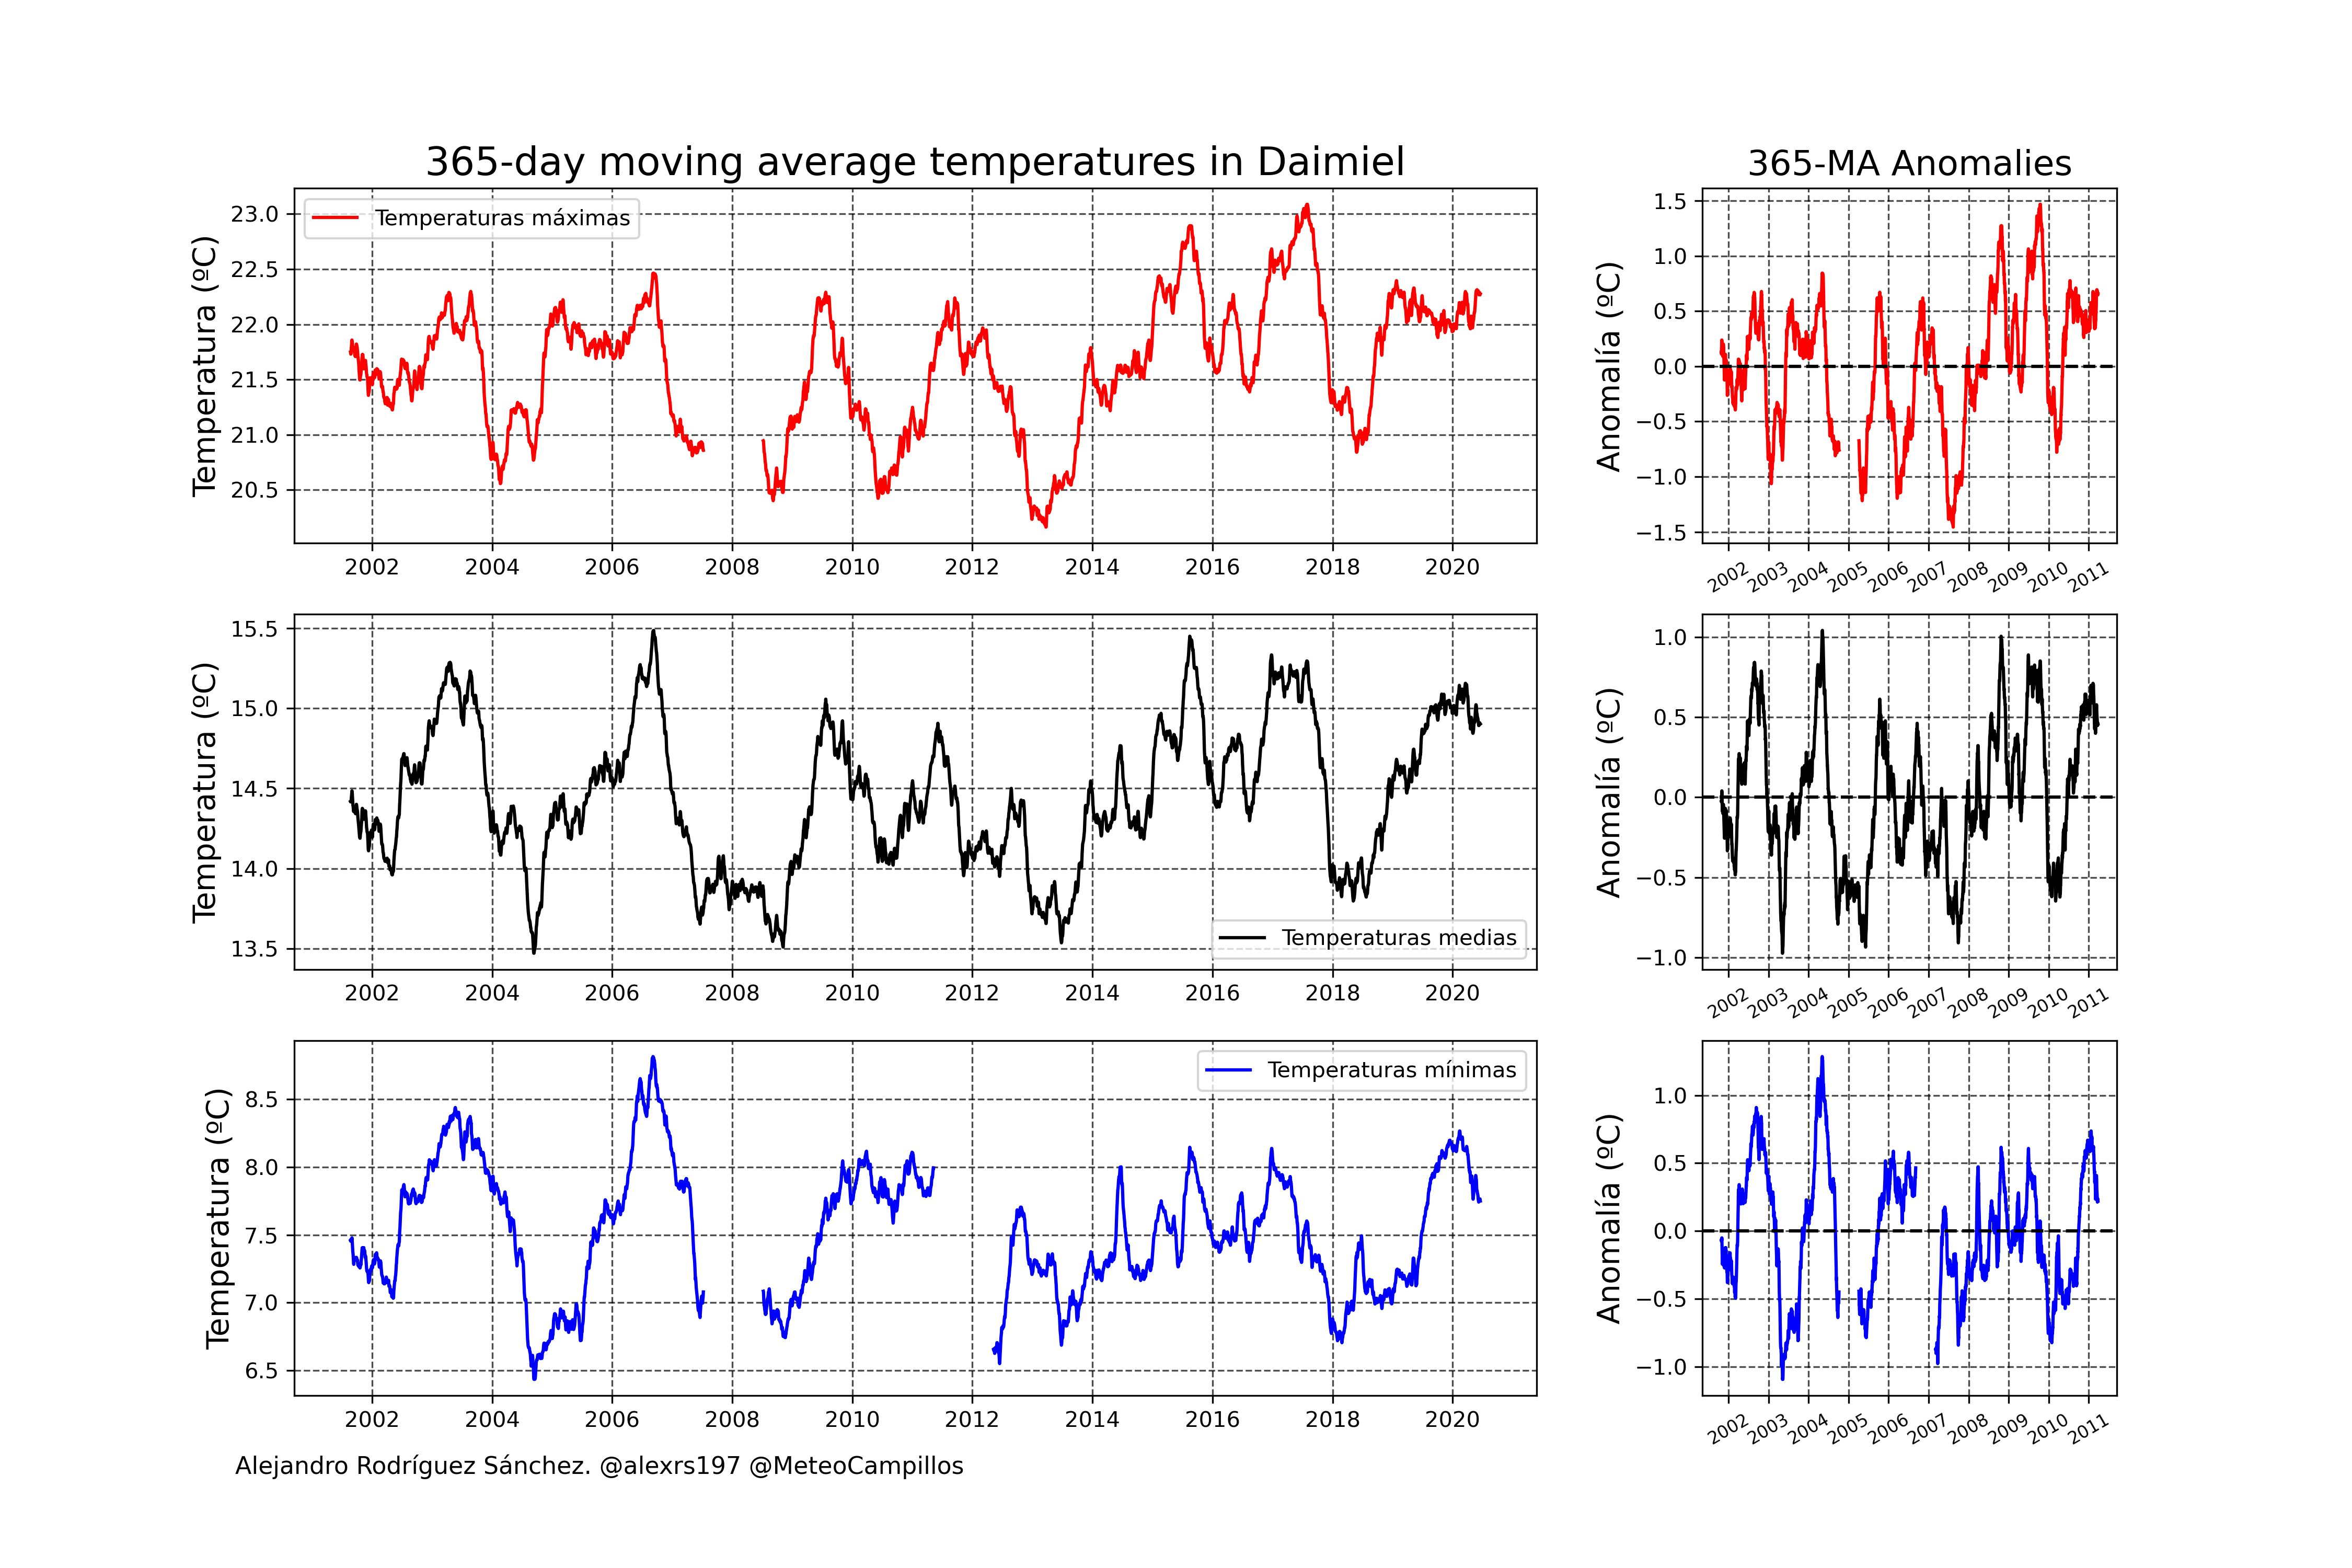 365-day moving average temperatures in Daimiel
Temperatura (ºC)
23.0
22.5
22.0
21.5
21.0
20.5
Temperaturas máximas
2002 2004 2006 2008 2010 2012 2014 2016 2018 2020
365-MA Anomalies
Anomalía (ºC)
1.5
1.0
0.5
0.0
−0.5
−1.0
−1.5
2002 2003 2004 2005 2006 2007 2008 2009 2010 2011
Temperatura (ºC)
15.5
15.0
14.5
14.0
13.5
Temperaturas medias
2002 2004 2006 2008 2010 2012 2014 2016 2018 2020
Anomalía (ºC)
1.0
0.5
0.0
−0.5
−1.0
2002 2003 2004 2005 2006 2007 2008 2009 2010 2011
Temperatura (ºC)
8.5
8.0
7.5
7.0
6.5
Temperaturas mínimas
2002 2004 2006 2008 2010 2012 2014 2016 2018 2020
Anomalía (ºC)
1.0
0.5
0.0
−0.5
−1.0
2002 2003 2004 2005 2006 2007 2008 2009 2010 2011
Alejandro Rodríguez Sánchez. @alexrs197 @MeteoCampillos